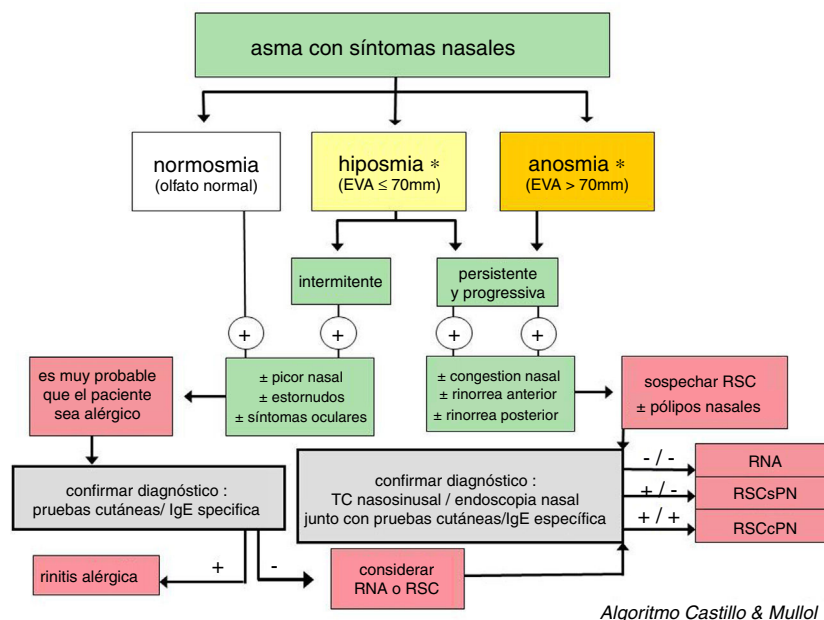 asma con síntomas nasales
normosmia
(olfato normal)
hiposmia *
(EVA ≤ 70mm)
anosmia *
(EVA > 70mm)
intermitente
persistente
y progressiva
+
+
+
+
es muy probable
que el paciente
sea alérgico
± picor nasal
± estornudos
± síntomas oculares
± congestion nasal
± rinorrea anterior
± rinorrea posterior
sospechar RSC
± pólipos nasales
confirmar diagnóstico :
pruebas cutáneas/ IgE specifica
confirmar diagnóstico :
TC nasosinusal / endoscopia nasal
junto con pruebas cutáneas/IgE específica
- / -
RNA
+ / -
RSCsPN
+ / +
RSCcPN
rinitis alérgica
+
-
considerar
RNA o RSC
Algoritmo Castillo & Mullol